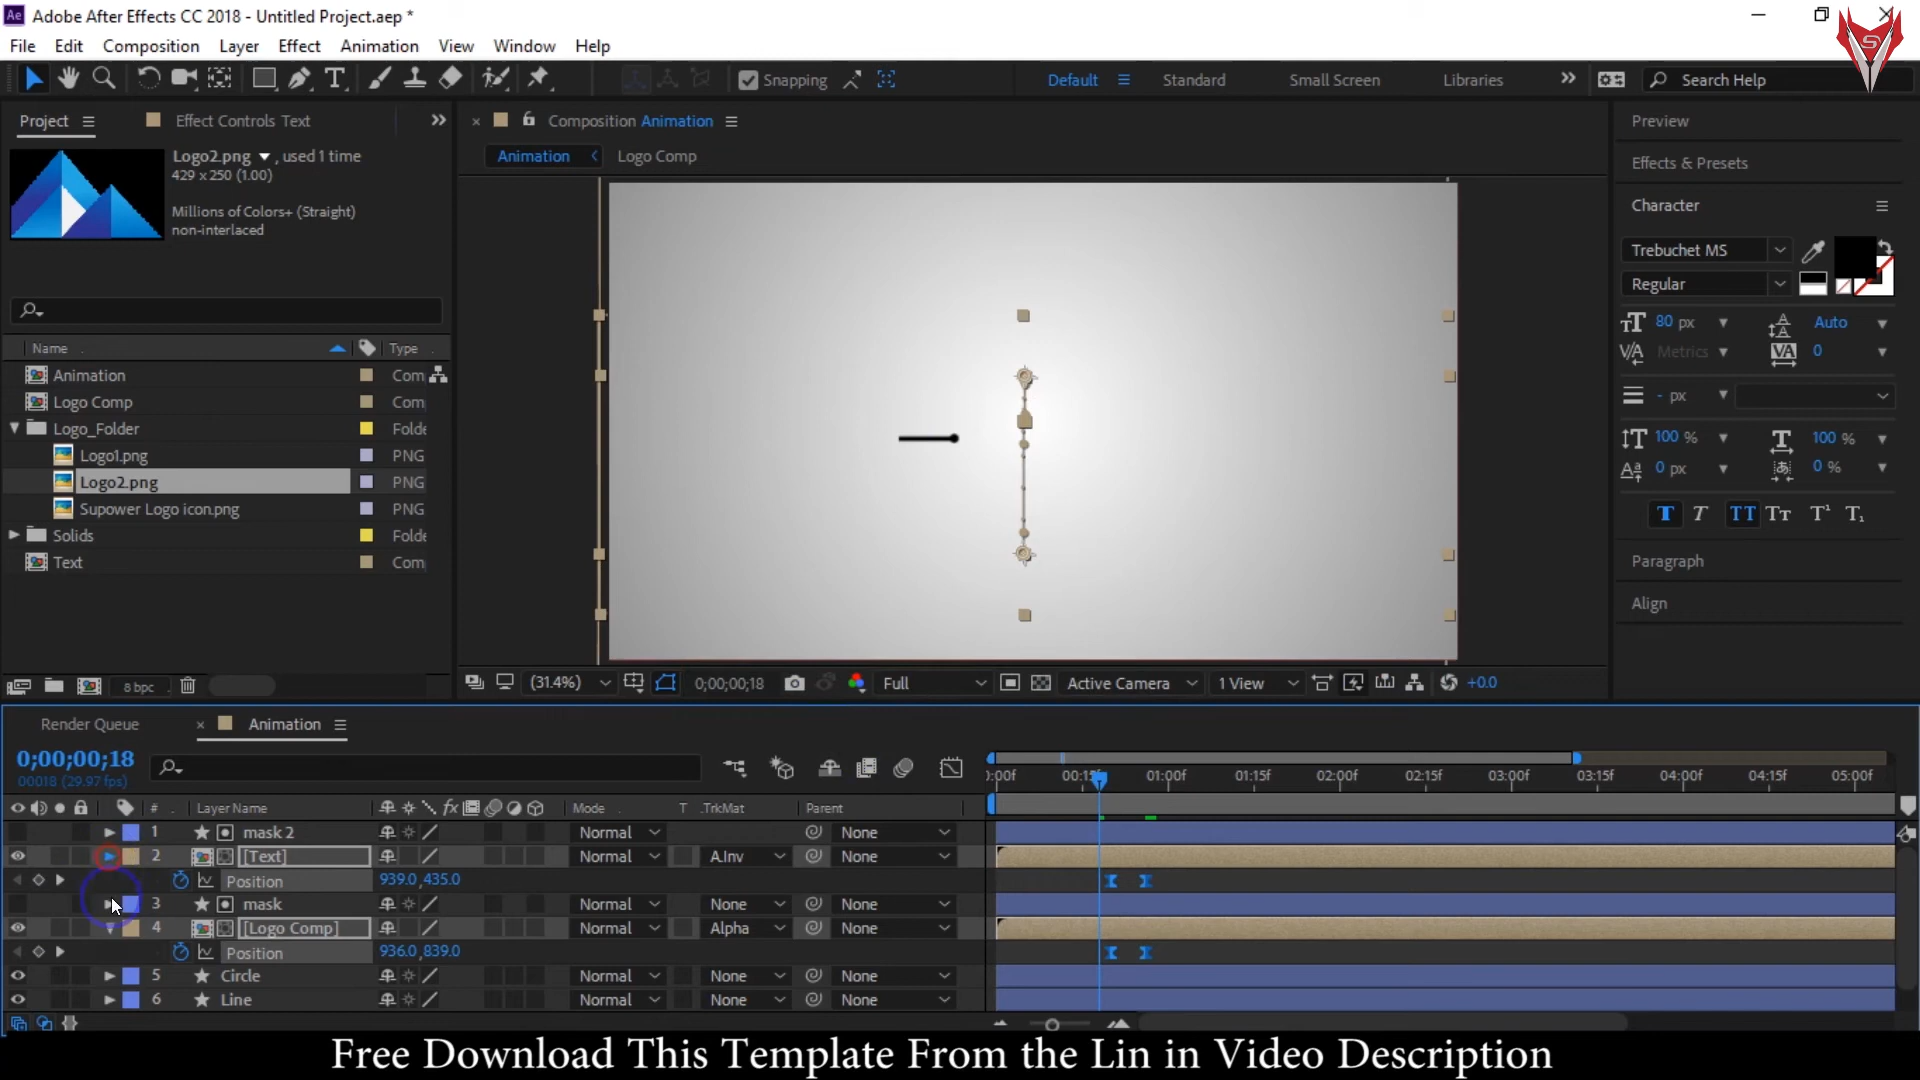 Adobe After Effects CC 2018 - Untitled Project.aep *
File Edit Composition Layer Effect Animation View Window Help
Snapping Default Standard Small Screen Libraries Search Help
Project Effect Controls Text
Composition Animation
Preview
Logo2.png , used 1 time
429 x 250 (1.00)
Millions of Colors+ (Straight)
non-interlaced
Animation Logo Comp
Effects & Presets
Character
Trebuchet MS
Regular
80 px Auto
Metrics 0
- px
100 % 100 %
0 px 0 %
T T TT Tт T¹ T₁
Paragraph
Align
Name Type
Animation Com
Logo Comp Com
Logo_Folder Folde
Logo1.png PNG
Logo2.png PNG
Supower Logo icon.png PNG
Solids Folde
Text Com
8 bpc
(31.4%) 0;00;00;18 Full Active Camera 1 View +0.0
Render Queue Animation
0;00;00;18
00018 (29.97 fps)
:00f 00:15f 01:00f 01:15f 02:00f 02:15f 03:00f 03:15f 04:00f 04:15f 05:00f
# Layer Name fx Mode T .TrkMat Parent
1 mask 2 Normal None
2 [Text] Normal A.Inv None
Position 939.0,435.0
3 mask Normal None None
4 [Logo Comp] Normal Alpha None
Position 936.0,839.0
5 Circle Normal None None
6 Line Normal None None
Free Download This Template From the Lin in Video Description